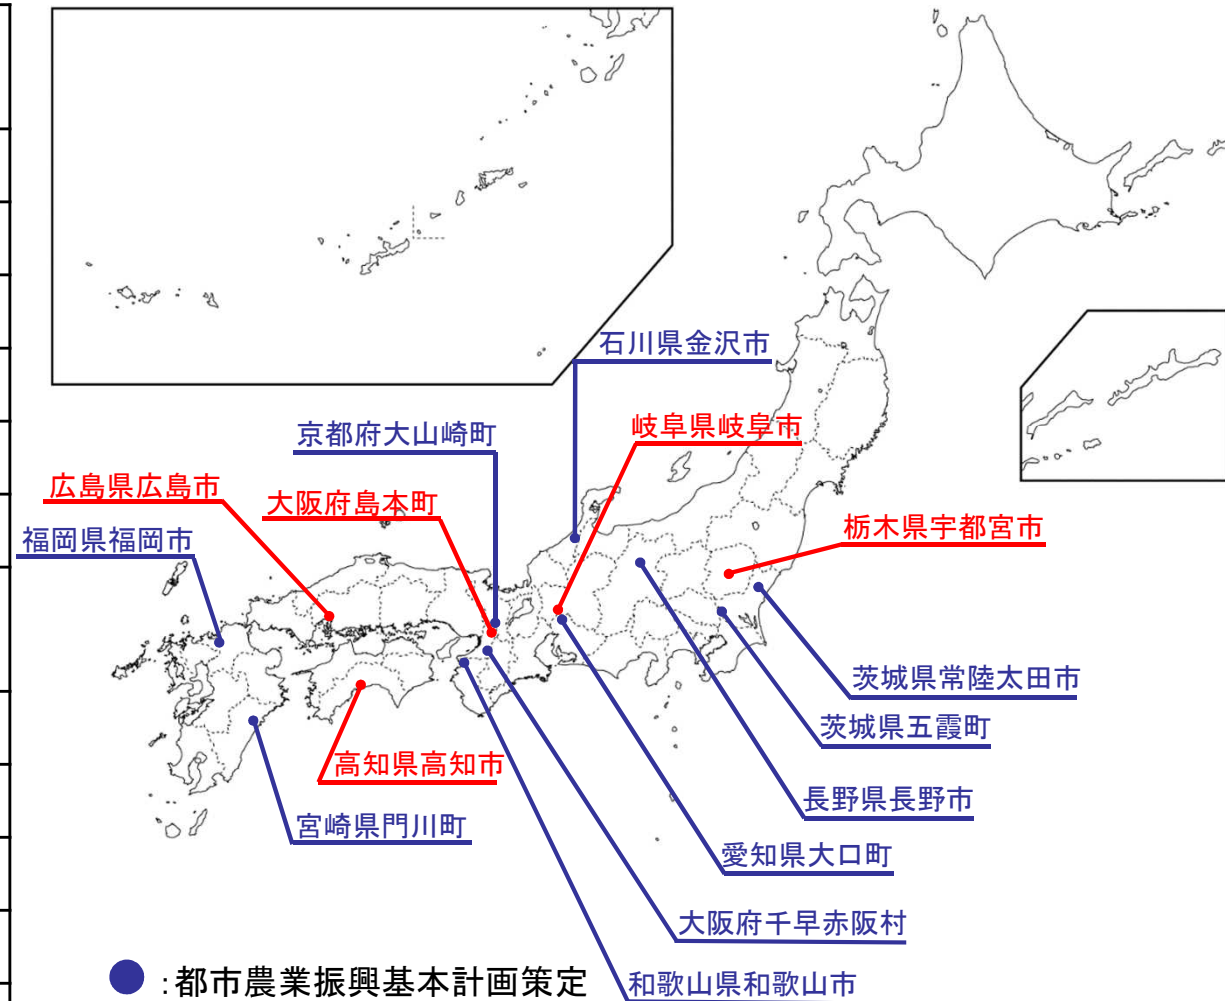 石川県金沢市
京都府大山崎町
岐阜県岐阜市
広島県広島市
大阪府島本町
福岡県福岡市
栃木県宇都宮市
茨城県常陸太田市
茨城県五霞町
高知県高知市
長野県長野市
宮崎県門川町
愛知県大口町
大阪府千早赤阪村
:都市農業振興基本計画策定
和歌山県和歌山市